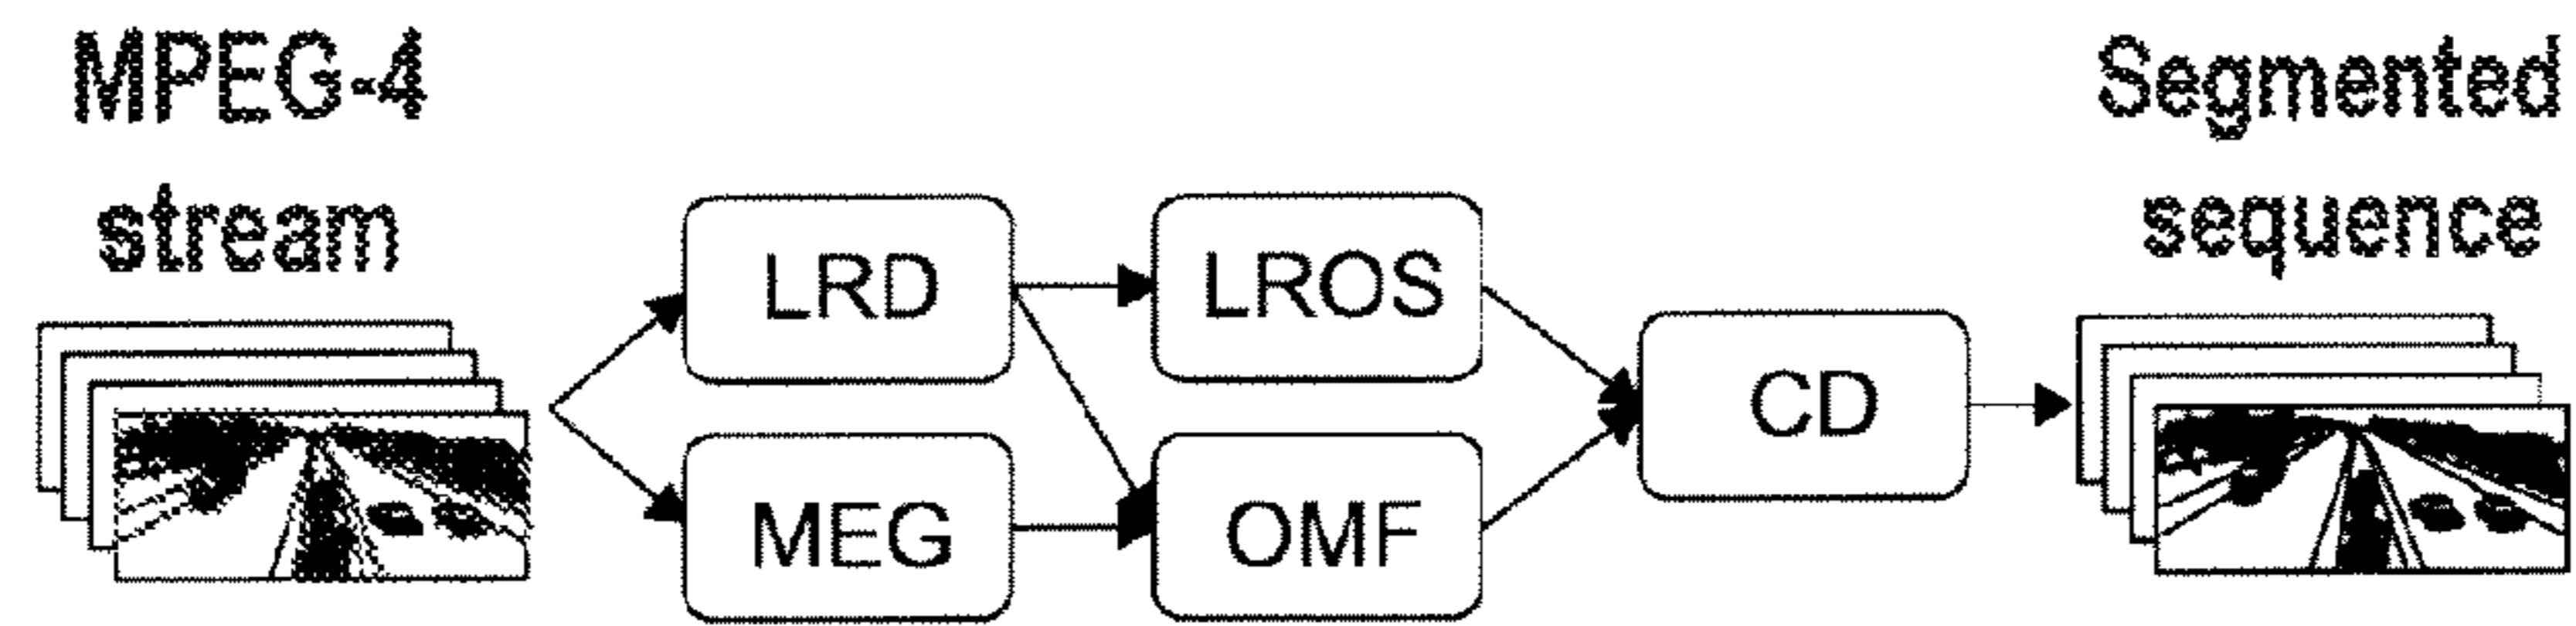 MPEG-4
stream
LRD
LROS
MEG
OMF
CD
Segmented
sequence